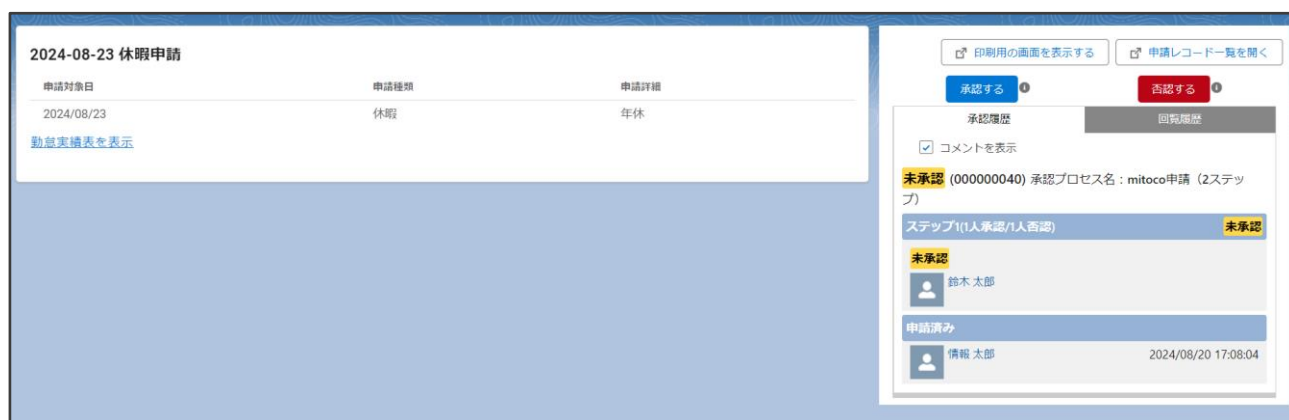 2024-08-23 休暇申請
申請対象日 申請種類 申請詳細
2024/08/23 休暇 年休
勤怠実績表を表示
印刷用の画面を表示する 申請レコード一覧を開く
承認する 否認する
承認履歴 回覧履歴
コメントを表示
未承認 (000000040) 承認プロセス名：mitoco申請（2ステッ
プ）
ステップ1(1人承認/1人否認) 未承認
未承認
鈴木 太郎
申請済み
情報 太郎 2024/08/20 17:08:04